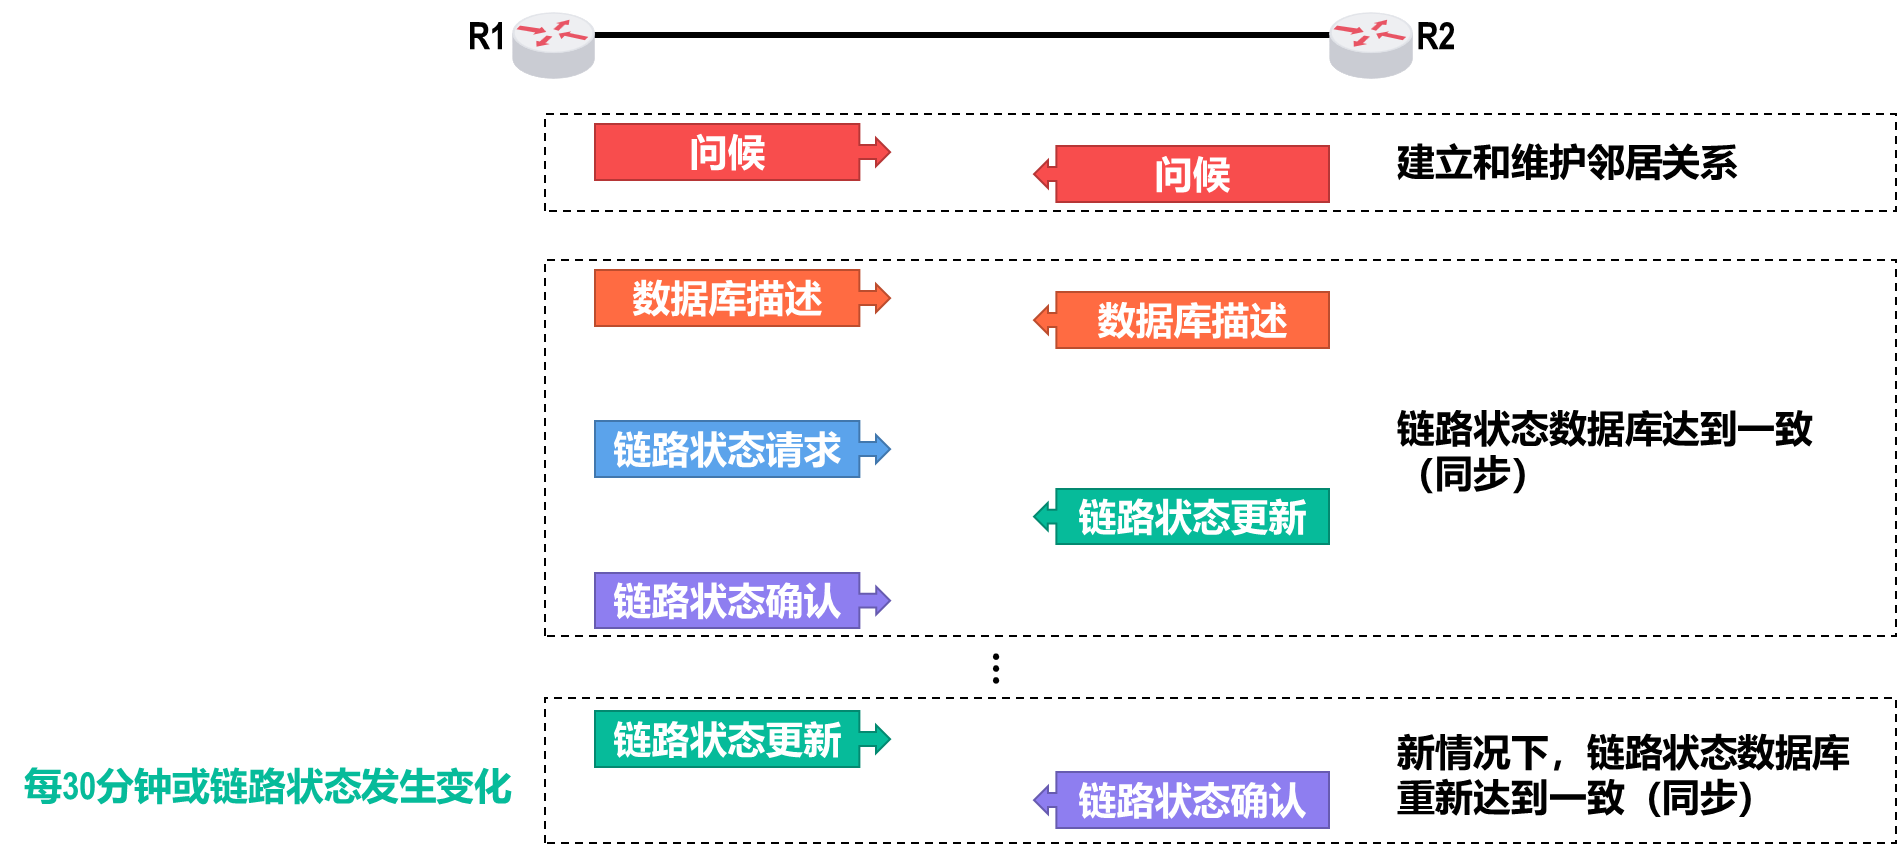 R1
R2
问候
问候
建立和维护邻居关系
数据库描述
数据库描述
链路状态请求
链路状态数据库达到一致
（同步）
链路状态更新
链路状态确认
链路状态更新
新情况下，链路状态数据库
每30分钟或链路状态发生变化
重新达到一致（同步）
链路状态确认